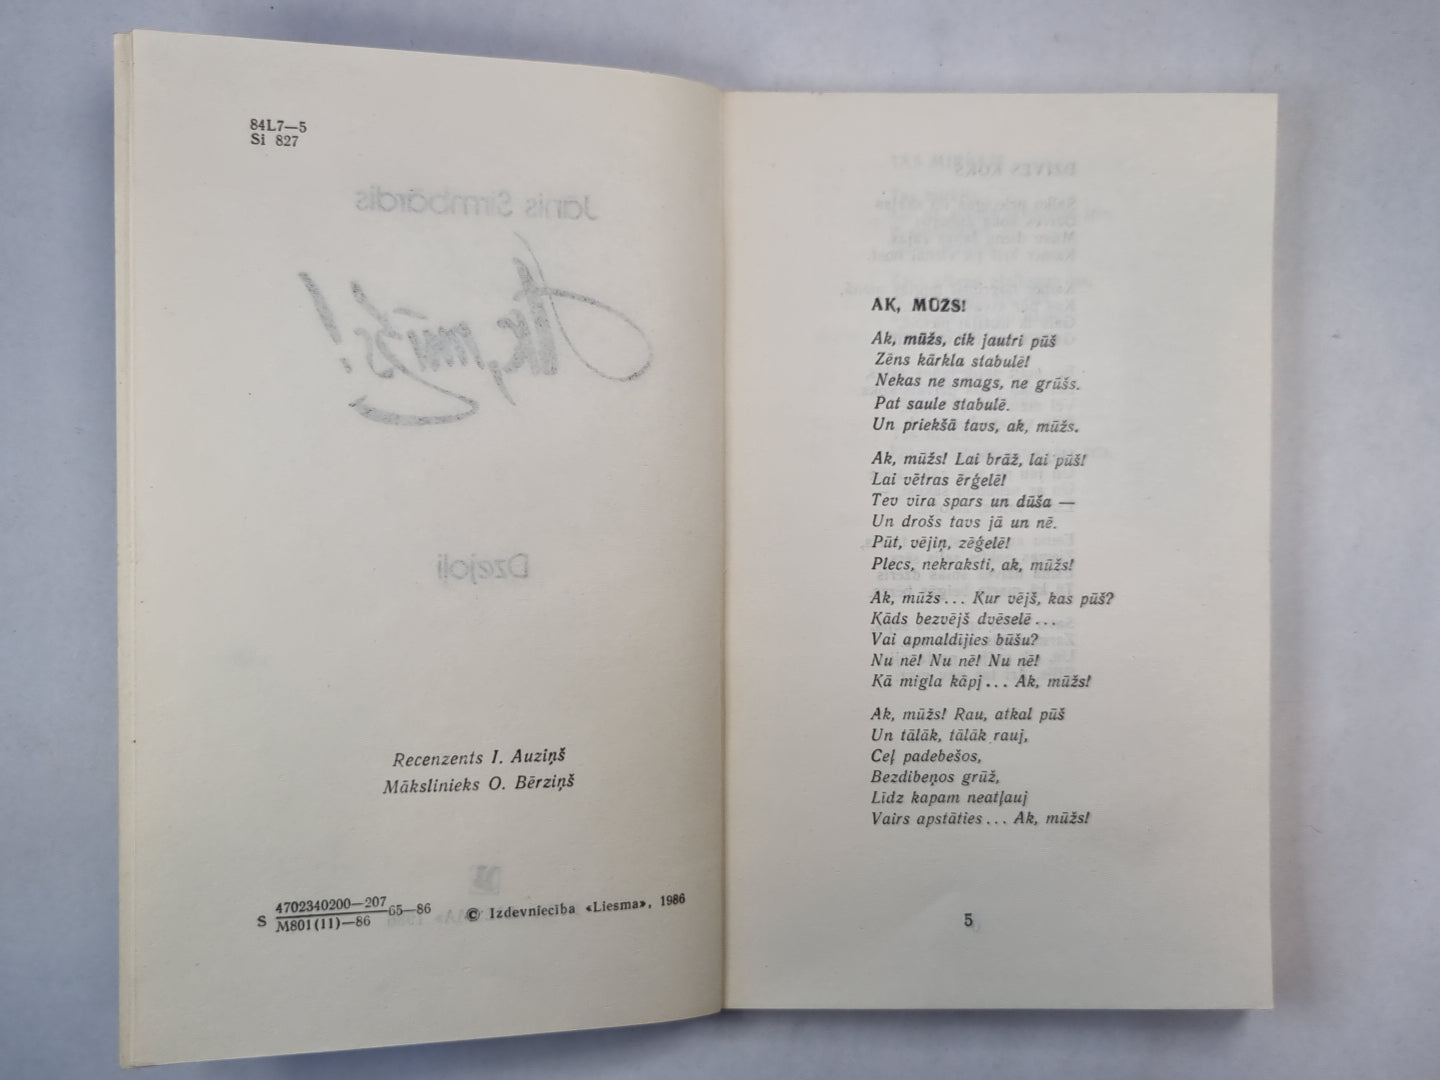 84L7—5
Si 827
Jānis Sirmbārdis
Ak, mūžs!
Dzejoļi
Recenzents I. Auziņš
Mākslinieks O. Bērziņš
S 4702340200—207
M801(11)—86
65—86
© Izdevniecība «Liesma», 1986
DZĪVES KOKS
AK, MŪŽS!
Ak, mūžs, cik jautri pūš
Zēns kārkla stabulē!
Nekas ne smags, ne grūšs.
Pat saule stabulē.
Un priekšā tavs, ak, mūžs.
Ak, mūžs! Lai brāž, lai pūš!
Lai vētras ērģelē!
Tev vīra spars un dūša —
Un drošs tavs jā un nē.
Pūt, vējiņ, zēģelē!
Plecs, nekraksti, ak, mūžs!
Ak, mūžs... Kur vējš, kas pūš?
Kāds bezvējš dvēselē...
Vai apmaldījies būšu?
Nu nē! Nu nē! Nu nē!
Kā migla kāpj... Ak, mūžs!
Ak, mūžs! Rau, atkal pūš
Un tālāk, tālāk rauj,
Ceļ padebešos,
Bezdibeņos grūž,
Līdz kapam neatļauj
Vairs apstāties... Ak, mūžs!
5